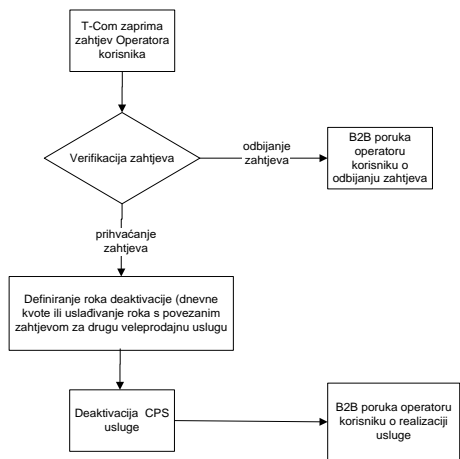 T-Com zaprima
zahtjev Operatora
korisnika
Verifikacija zahtjeva
odbijanje
zahtjeva
B2B poruka
operatoru
korisniku o
odbijanju zahtjeva
prihvaćanje
zahtjeva
Definiranje roka deaktivacije (dnevne
kvote ili uslađivanje roka s povezanim
zahtjevom za drugu veleprodajnu uslugu
Deaktivacija CPS
usluge
B2B poruka operatoru
korisniku o realizaciji
usluge